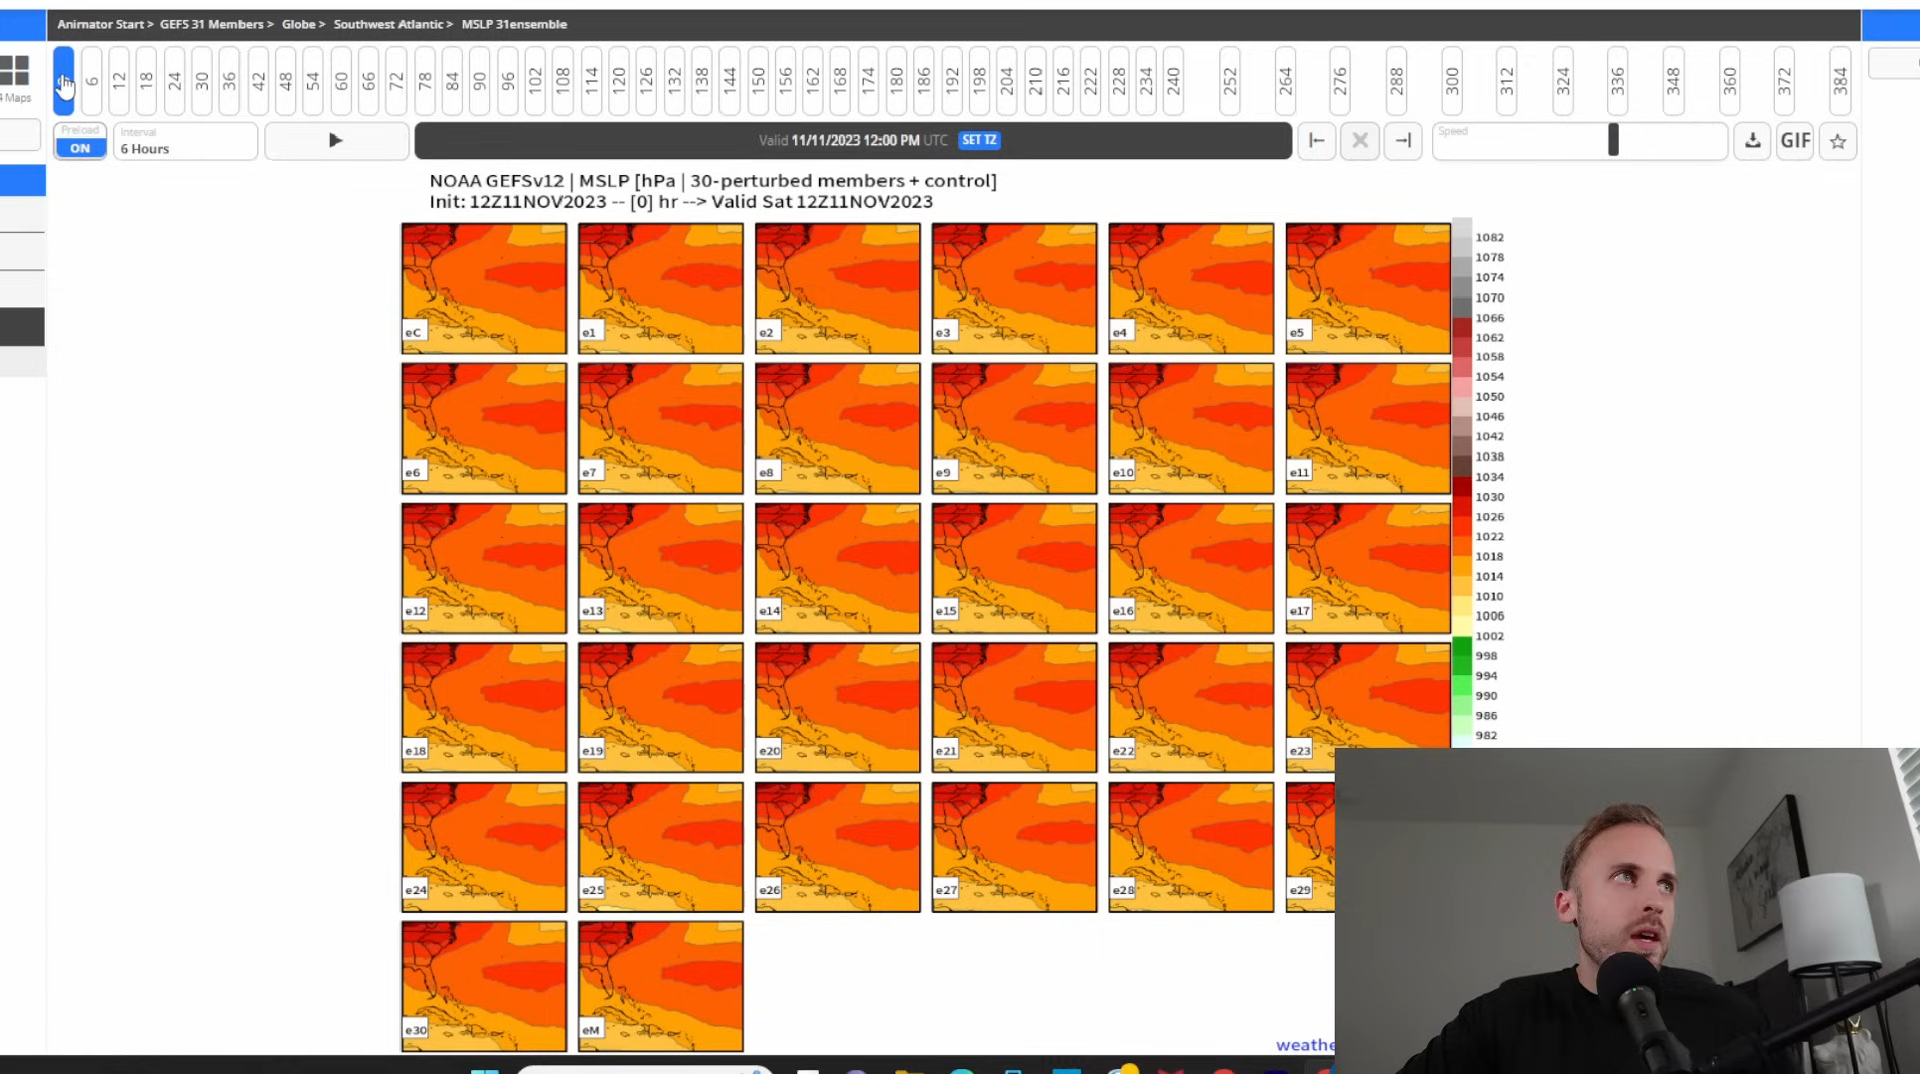 Animator Start > GEFS 31 Members > Globe > Southwest Atlantic > MSLP 31ensemble
6 12 18 24 30 36 42 48 54 60 66 72 78 84 90 96 102 108 114 120 126 132 138 144 150 156 162 168 174 180 186 192 198 204 210 216 222 228 234 240 252 264 276 288 300 312 324 336 348 360 372 384
Maps
Preload
ON
Interval
6 Hours
Valid 11/11/2023 12:00 PM UTC SET TZ
Speed
GIF
NOAA GEFSv12 | MSLP [hPa | 30-perturbed members + control]
Init: 12Z11NOV2023 -- [0] hr --> Valid Sat 12Z11NOV2023
eC e1 e2 e3 e4 e5
e6 e7 e8 e9 e10 e11
e12 e13 e14 e15 e16 e17
e18 e19 e20 e21 e22 e23
e24 e25 e26 e27 e28 e29
e30 eM
1082
1078
1074
1070
1066
1062
1058
1054
1050
1046
1042
1038
1034
1030
1026
1022
1018
1014
1010
1006
1002
998
994
990
986
982
weathe